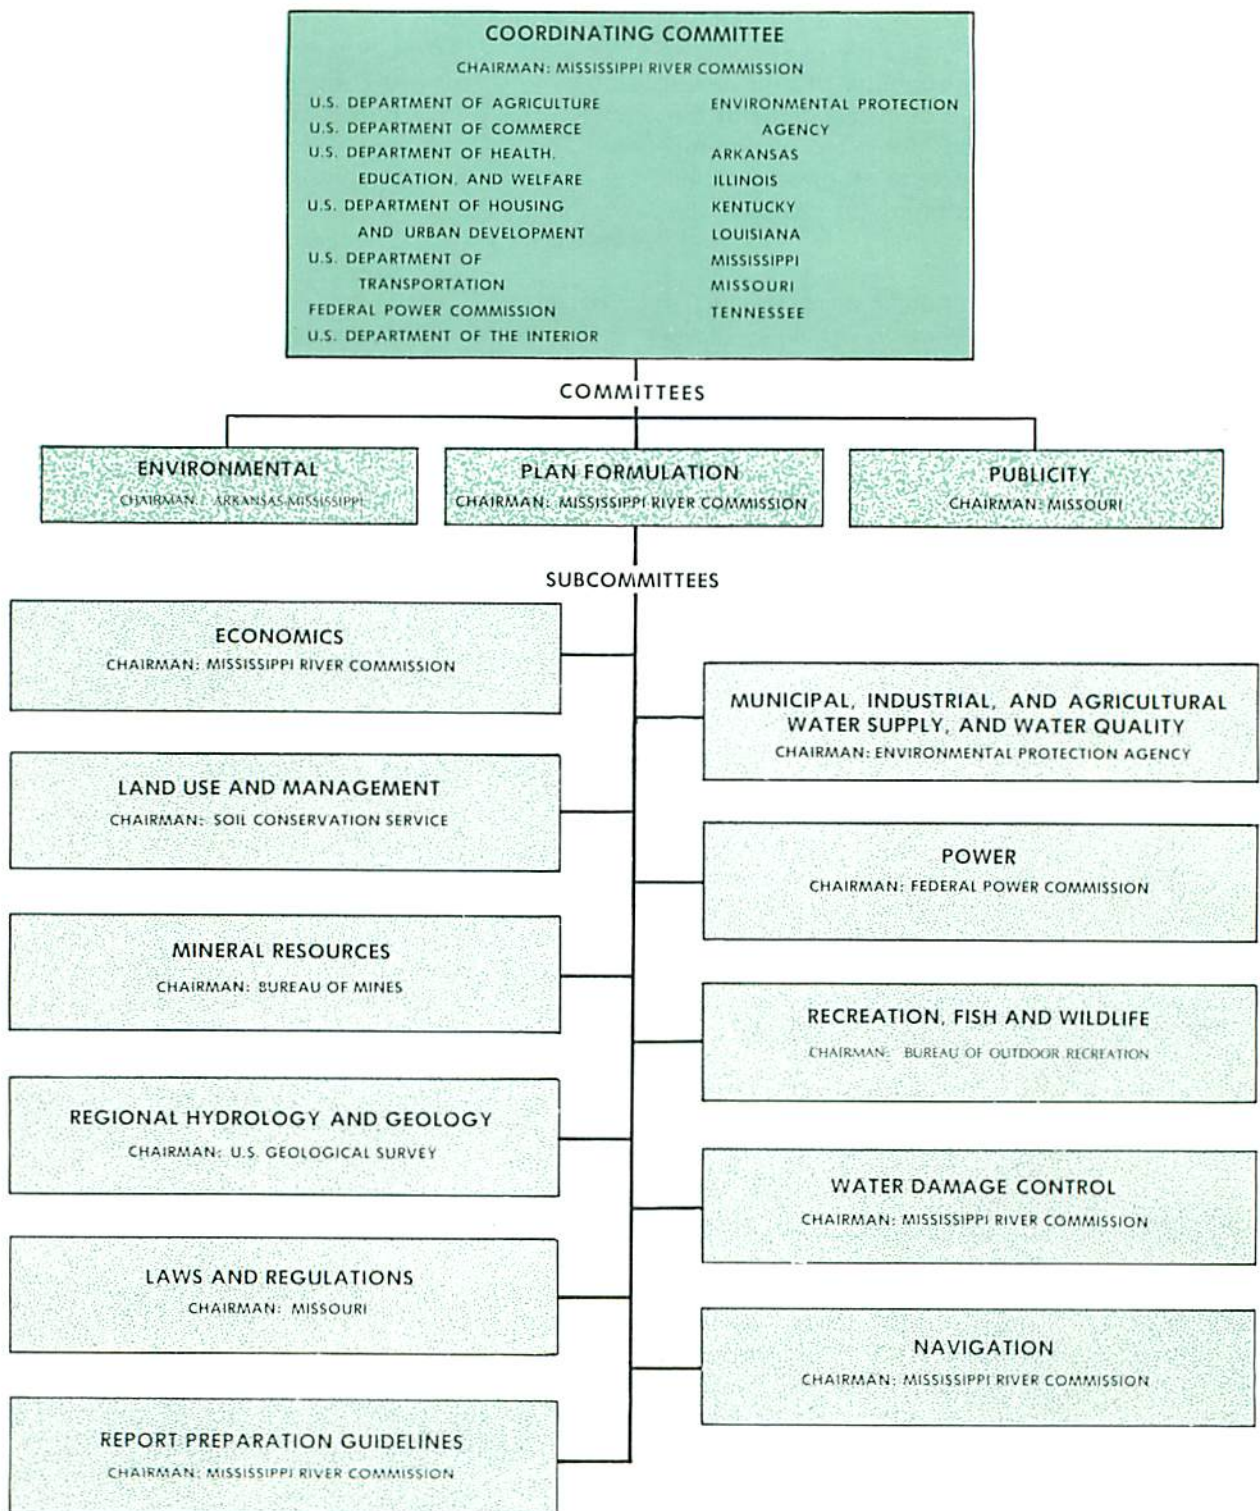 COORDINATING COMMITTEE
CHAIRMAN: MISSISSIPPI RIVER COMMISSION
U.S. DEPARTMENT OF AGRICULTURE
U.S. DEPARTMENT OF COMMERCE
U.S. DEPARTMENT OF HEALTH,
EDUCATION, AND WELFARE
U.S. DEPARTMENT OF HOUSING
AND URBAN DEVELOPMENT
U.S. DEPARTMENT OF
TRANSPORTATION
FEDERAL POWER COMMISSION
U.S. DEPARTMENT OF THE INTERIOR
ENVIRONMENTAL PROTECTION
AGENCY
ARKANSAS
ILLINOIS
KENTUCKY
LOUISIANA
MISSISSIPPI
MISSOURI
TENNESSEE
COMMITTEES
ENVIRONMENTAL
CHAIRMAN: ARKANSAS-MISSISSIPPI
PLAN FORMULATION
CHAIRMAN: MISSISSIPPI RIVER COMMISSION
PUBLICITY
CHAIRMAN: MISSOURI
SUBCOMMITTEES
ECONOMICS
CHAIRMAN: MISSISSIPPI RIVER COMMISSION
LAND USE AND MANAGEMENT
CHAIRMAN: SOIL CONSERVATION SERVICE
MINERAL RESOURCES
CHAIRMAN: BUREAU OF MINES
REGIONAL HYDROLOGY AND GEOLOGY
CHAIRMAN: U.S. GEOLOGICAL SURVEY
LAWS AND REGULATIONS
CHAIRMAN: MISSOURI
REPORT PREPARATION GUIDELINES
CHAIRMAN: MISSISSIPPI RIVER COMMISSION
MUNICIPAL, INDUSTRIAL, AND AGRICULTURAL
WATER SUPPLY, AND WATER QUALITY
CHAIRMAN: ENVIRONMENTAL PROTECTION AGENCY
POWER
CHAIRMAN: FEDERAL POWER COMMISSION
RECREATION, FISH AND WILDLIFE
CHAIRMAN: BUREAU OF OUTDOOR RECREATION
WATER DAMAGE CONTROL
CHAIRMAN: MISSISSIPPI RIVER COMMISSION
NAVIGATION
CHAIRMAN: MISSISSIPPI RIVER COMMISSION